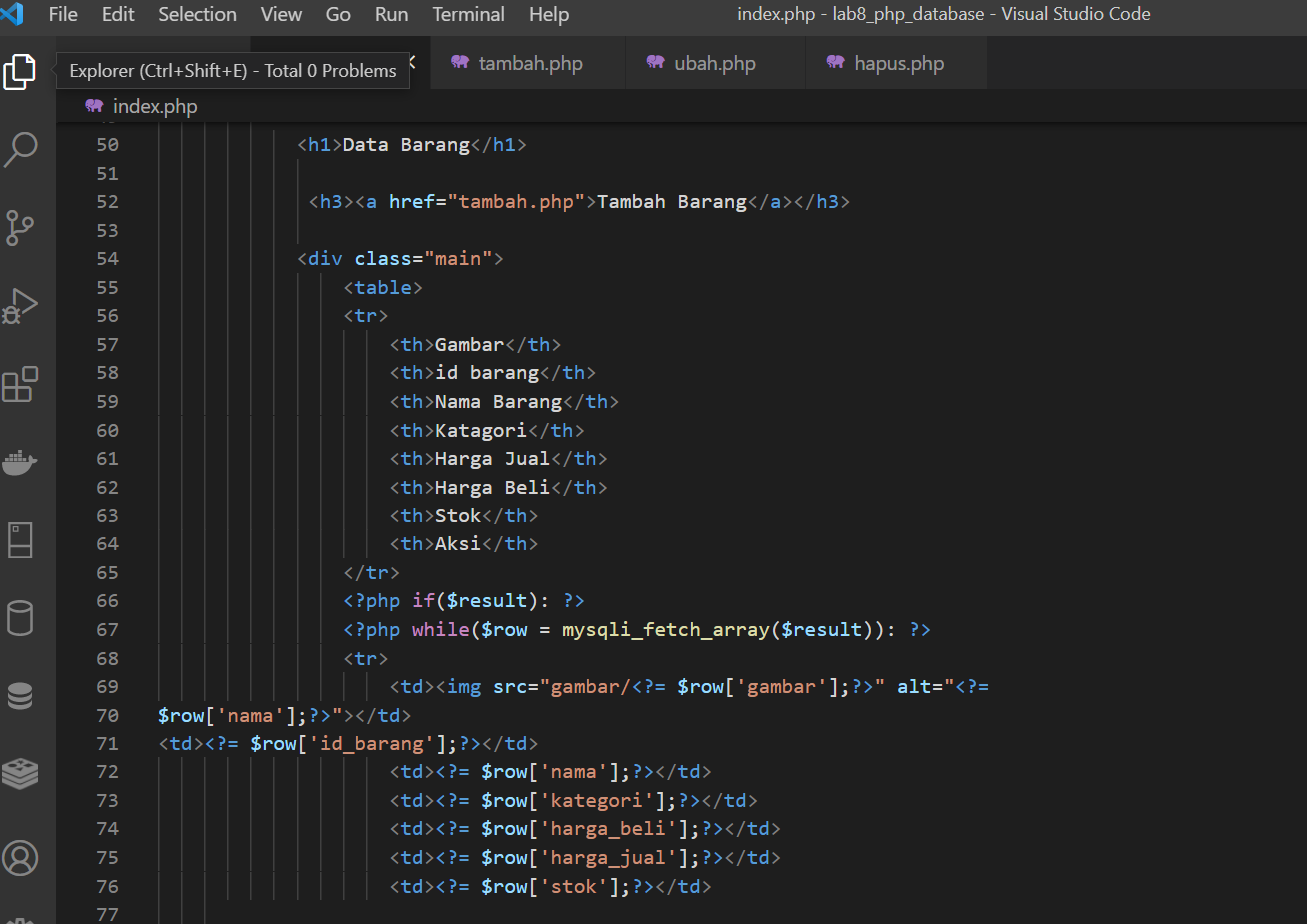 File Edit Selection View Go Run Terminal Help index.php - lab8_php_database - Visual Studio Code
Explorer (Ctrl+Shift+E) - Total 0 Problems tambah.php ubah.php hapus.php
index.php
50 <h1>Data Barang</h1>
51
52 <h3><a href="tambah.php">Tambah Barang</a></h3>
53
54 <div class="main">
55 <table>
56 <tr>
57 <th>Gambar</th>
58 <th>id barang</th>
59 <th>Nama Barang</th>
60 <th>Katagori</th>
61 <th>Harga Jual</th>
62 <th>Harga Beli</th>
63 <th>Stok</th>
64 <th>Aksi</th>
65 </tr>
66 <?php if($result): ?>
67 <?php while($row = mysqli_fetch_array($result)): ?>
68 <tr>
69 <td><img src="gambar/<?= $row['gambar'];?>" alt="<?=
70 $row['nama'];?>"></td>
71 <td><?= $row['id_barang'];?></td>
72 <td><?= $row['nama'];?></td>
73 <td><?= $row['kategori'];?></td>
74 <td><?= $row['harga_beli'];?></td>
75 <td><?= $row['harga_jual'];?></td>
76 <td><?= $row['stok'];?></td>
77